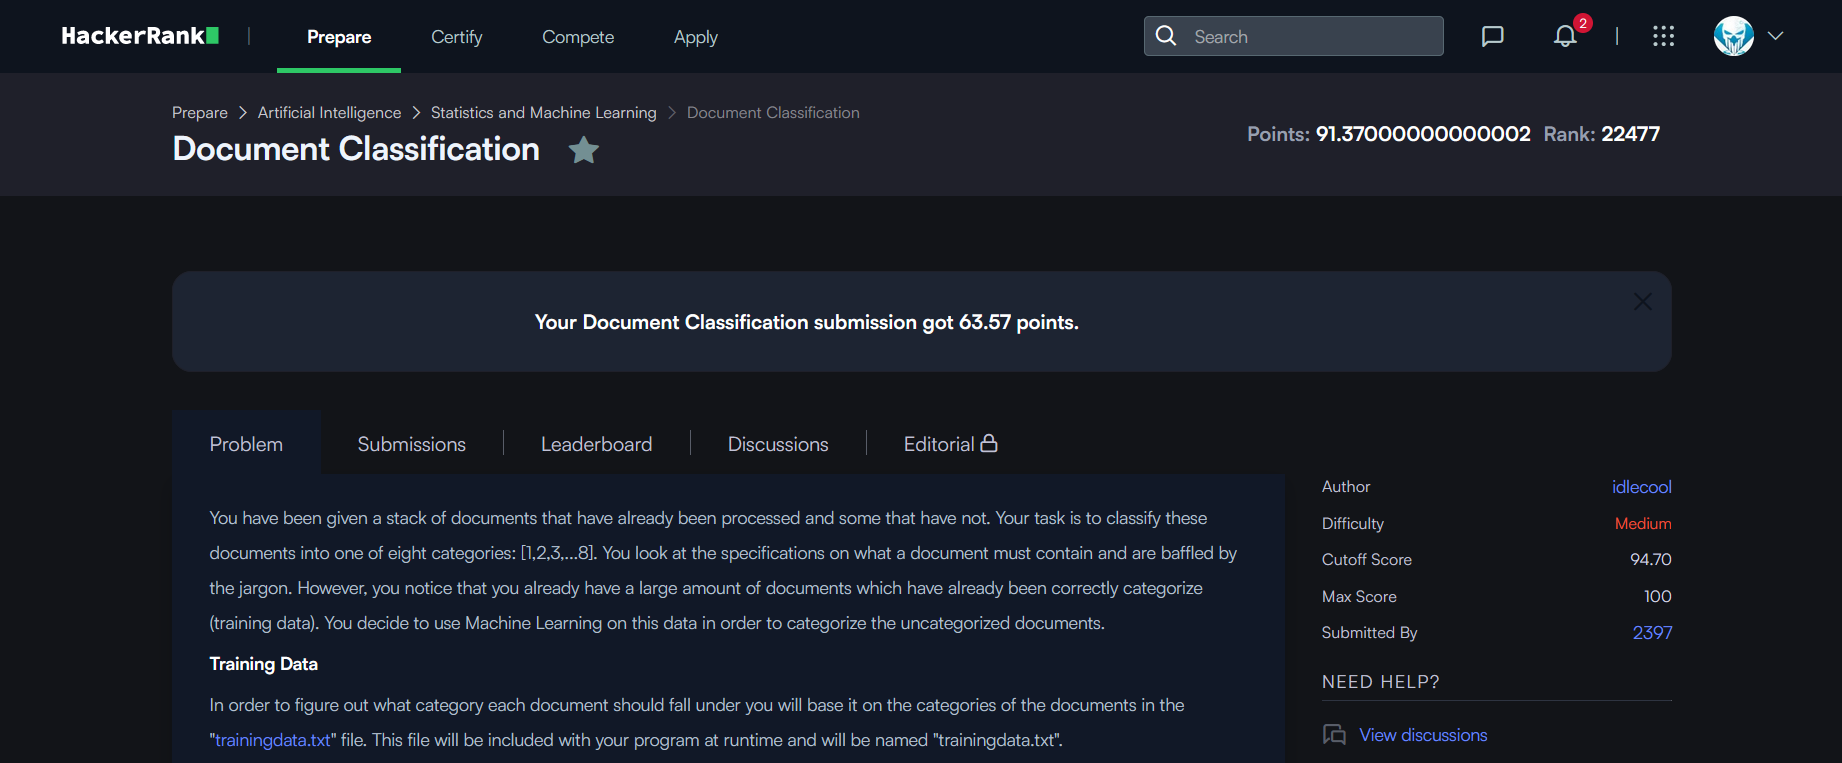 HackerRank | Prepare Certify Compete Apply Search 2 |
Prepare > Artificial Intelligence > Statistics and Machine Learning > Document Classification
Document Classification
Points: 91.37000000000002 Rank: 22477
Your Document Classification submission got 63.57 points.
Problem Submissions Leaderboard Discussions Editorial
You have been given a stack of documents that have already been processed and some that have not. Your task is to classify these
documents into one of eight categories: [1,2,3,...8]. You look at the specifications on what a document must contain and are baffled by
the jargon. However, you notice that you already have a large amount of documents which have already been correctly categorize
(training data). You decide to use Machine Learning on this data in order to categorize the uncategorized documents.
Training Data
In order to figure out what category each document should fall under you will base it on the categories of the documents in the
"trainingdata.txt" file. This file will be included with your program at runtime and will be named "trainingdata.txt".
Author idlecool
Difficulty Medium
Cutoff Score 94.70
Max Score 100
Submitted By 2397
NEED HELP?
View discussions